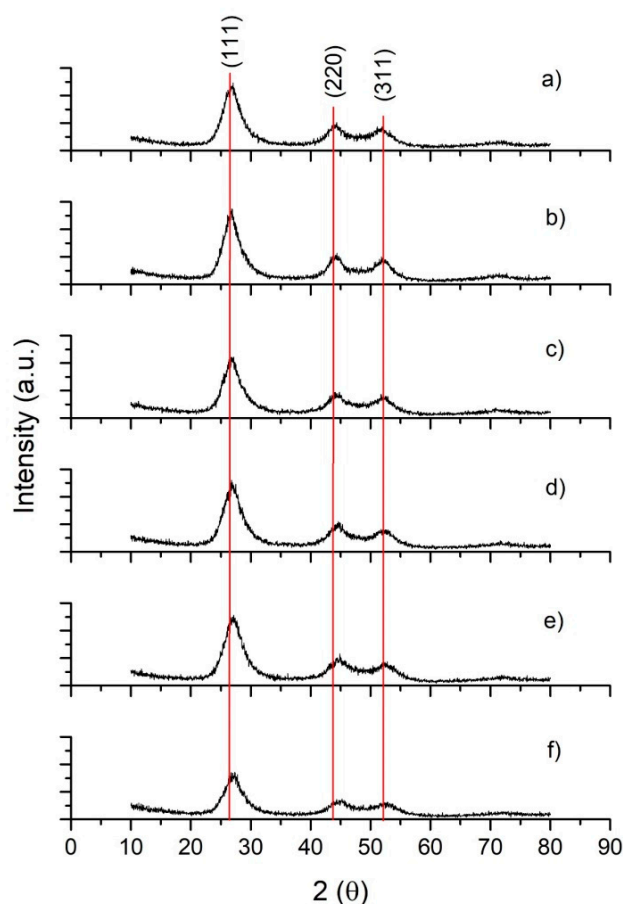 (111)
(220)
(311)
a)
b)
c)
d)
e)
f)
Intensity (a.u.)
0 10 20 30 40 50 60 70 80 90
2 (θ)